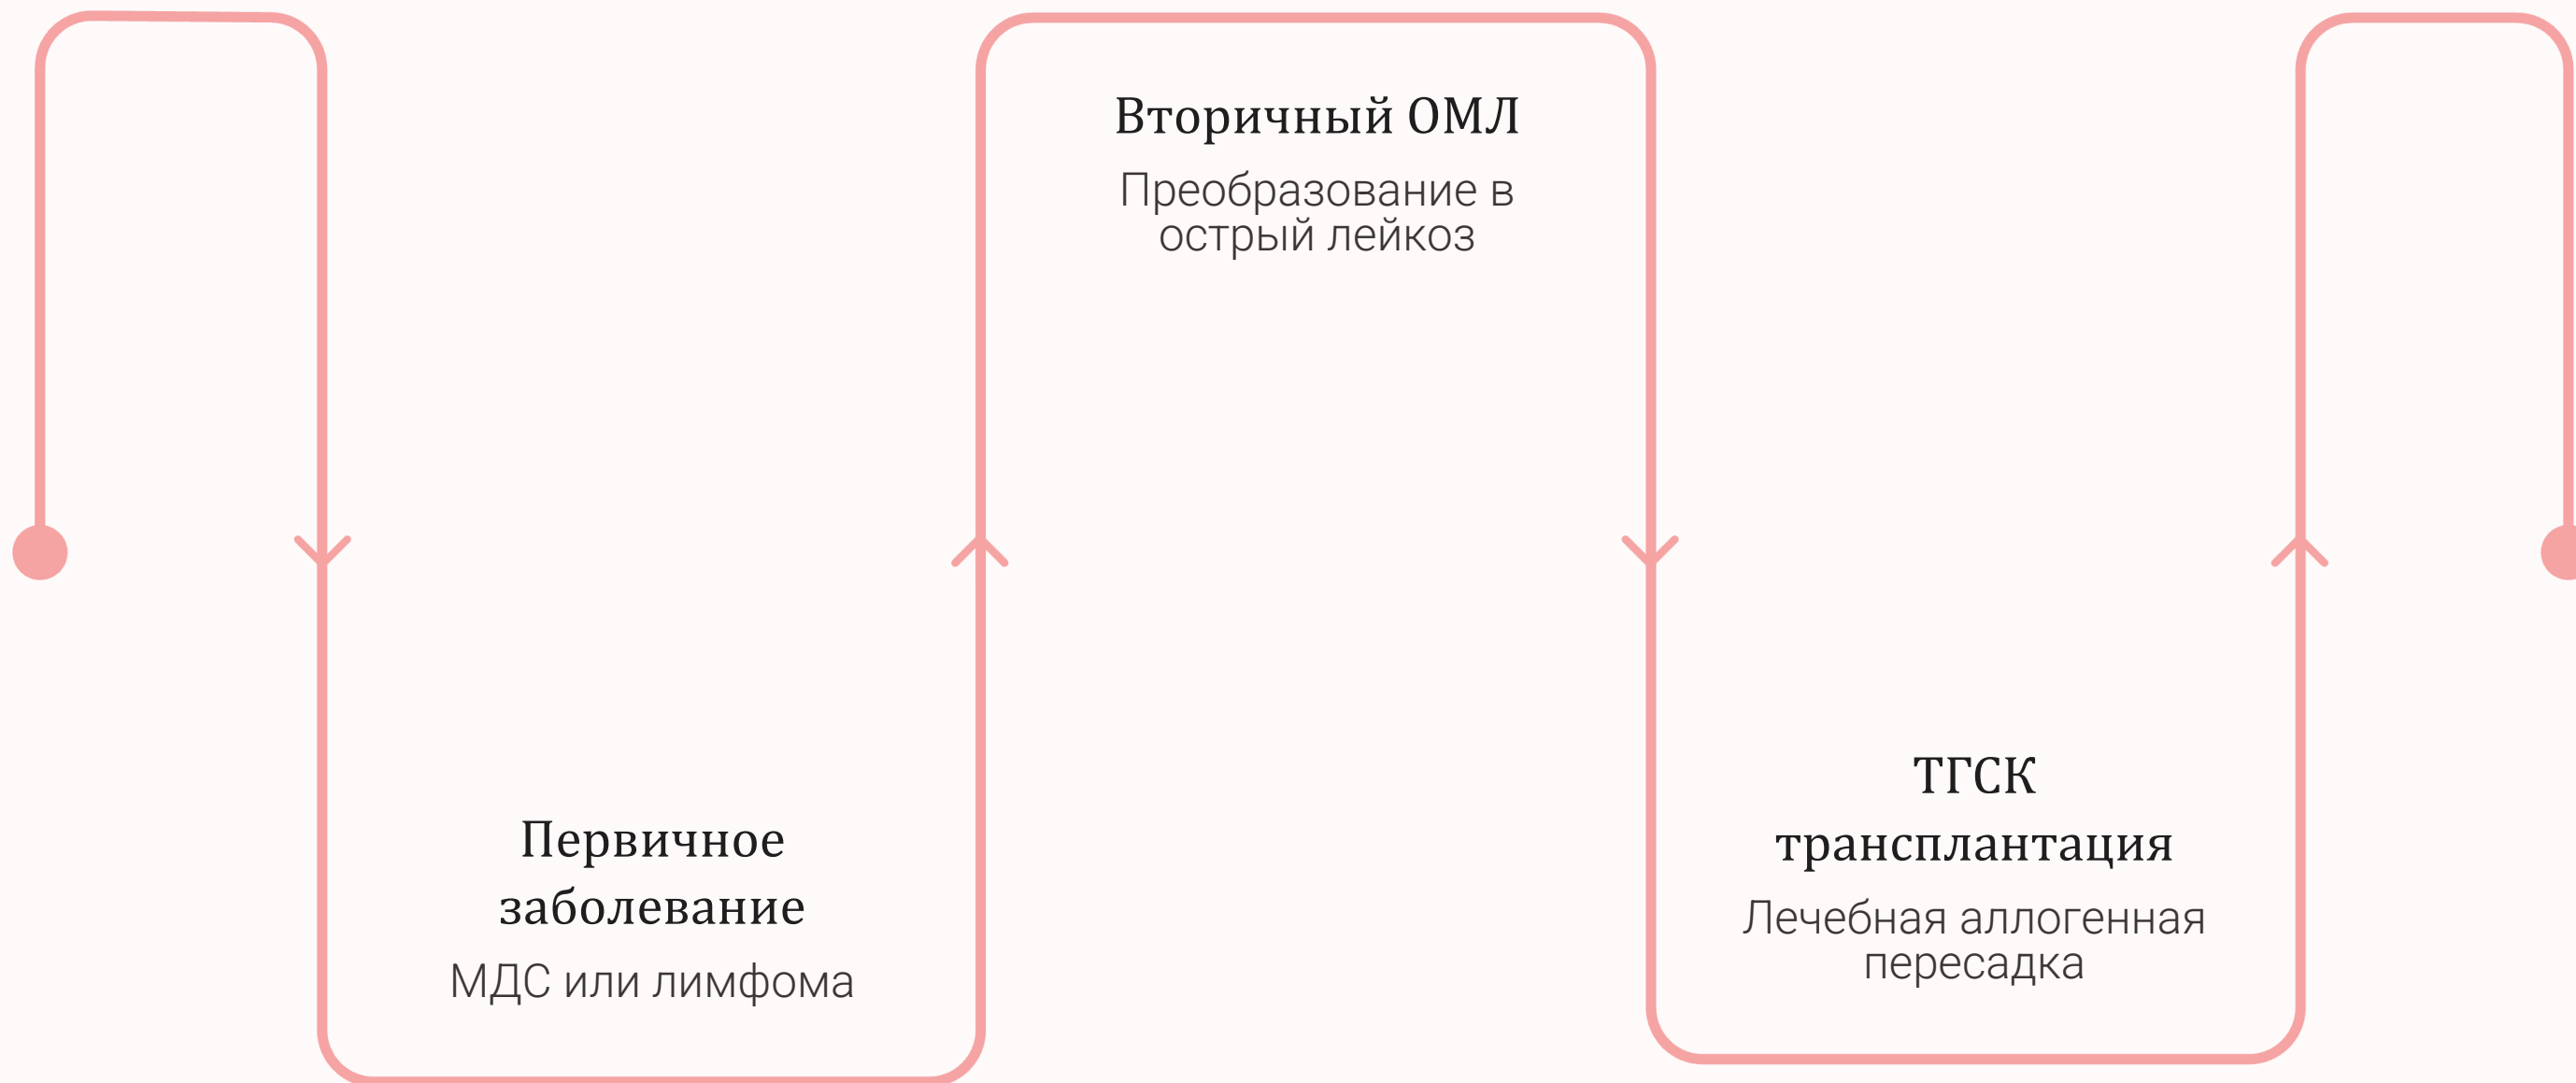 Первичное
заболевание
МДС или лимфома
Вторичный ОМЛ
Преобразование в
острый лейкоз
ТГСК
трансплантация
Лечебная аллогенная
пересадка